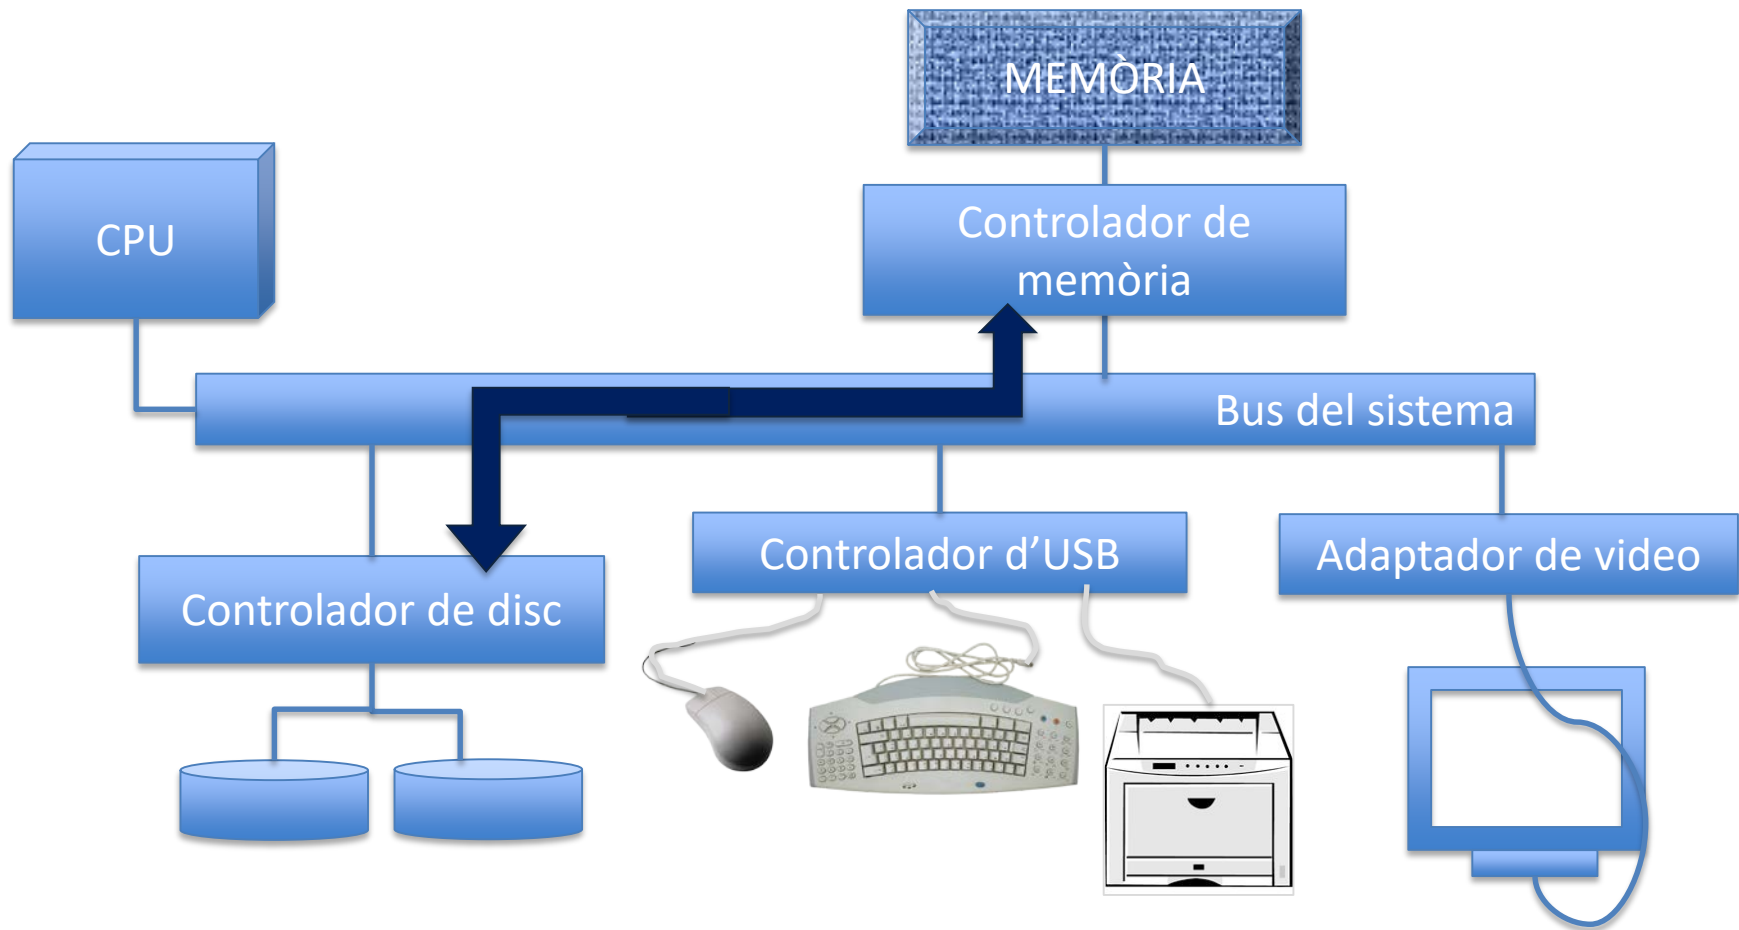 MEMÒRIA
CPU
Controlador de
memòria
Bus del sistema
Controlador d’USB
Adaptador de video
Controlador de disc